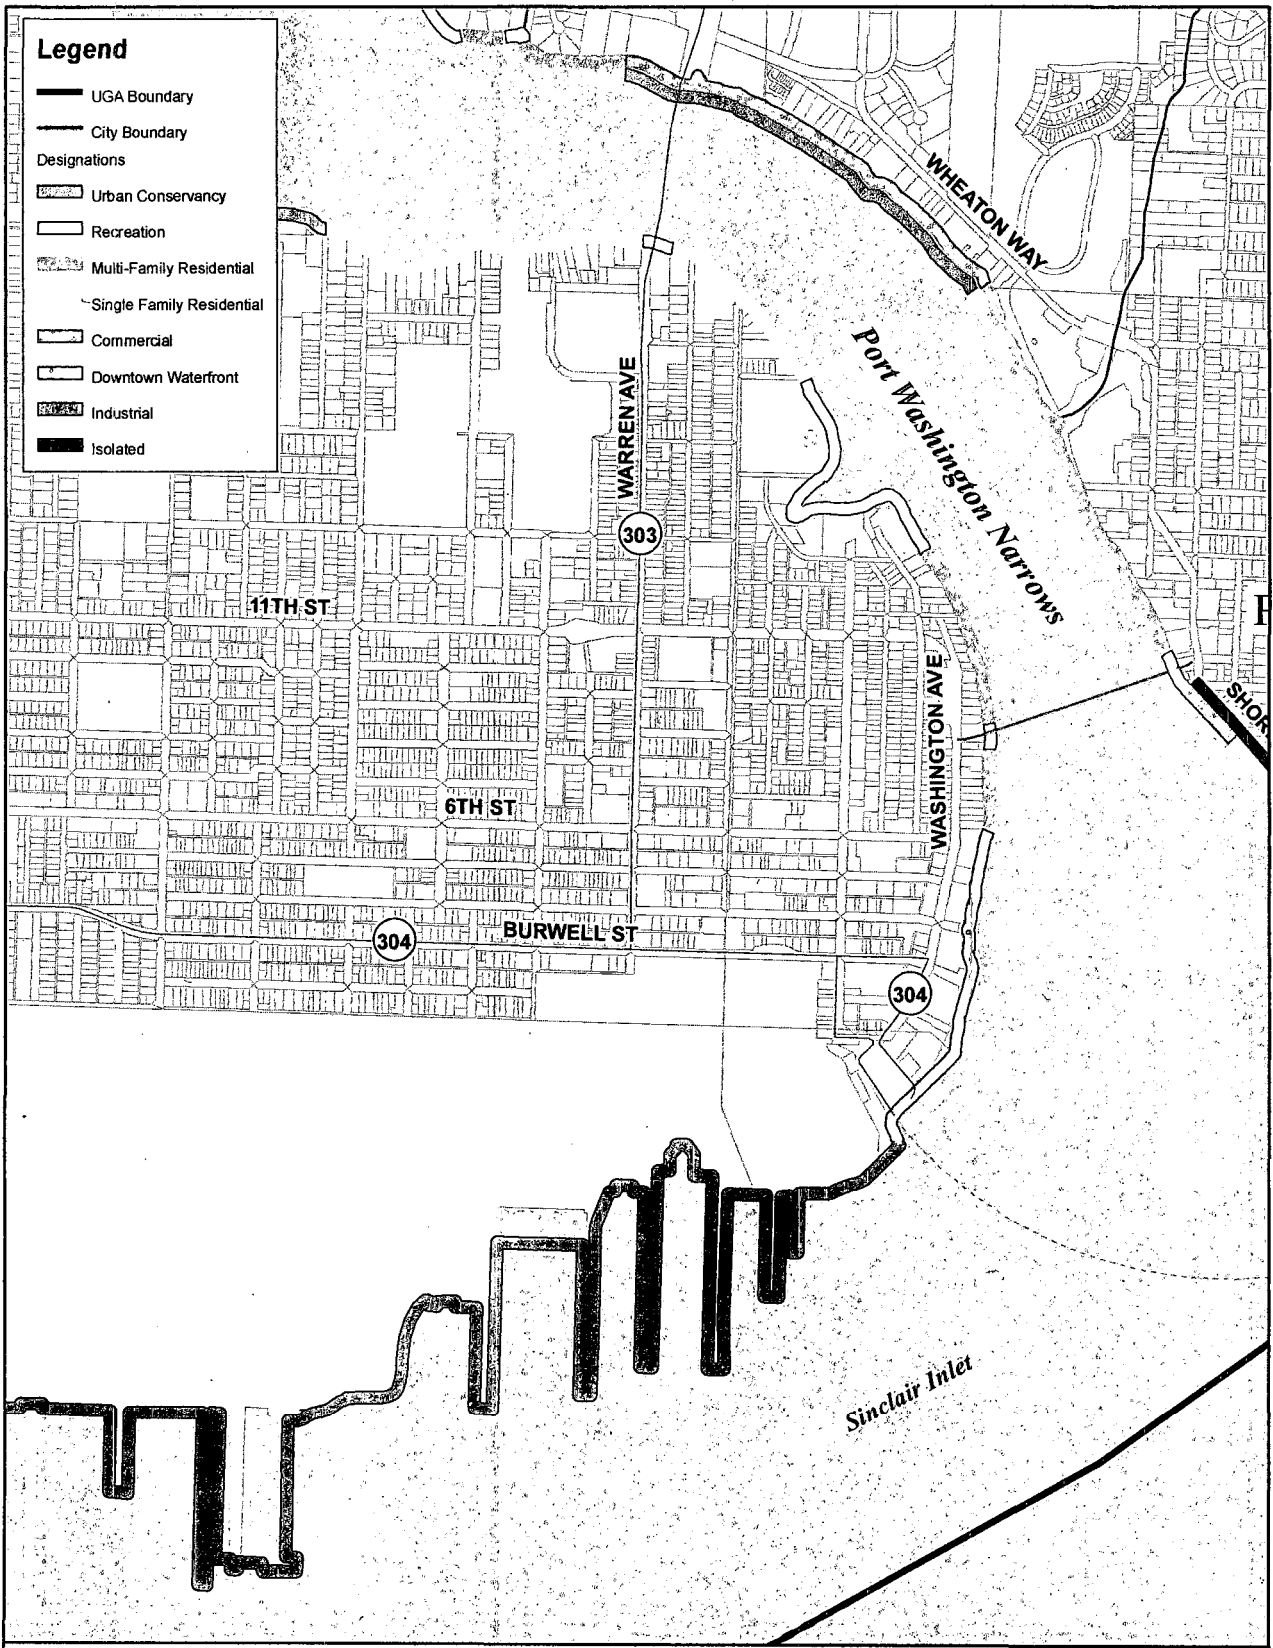 Legend
UGA Boundary
City Boundary
Designations
Urban Conservancy
Recreation
Multi-Family Residential
Single Family Residential
Commercial
Downtown Waterfront
Industrial
Isolated
WHEATON WAY
Port Washington Narrows
WARREN AVE
303
11TH ST
WASHINGTON AVE
SHOR
6TH ST
BURWELL ST
304
304
Sinclair Inlet